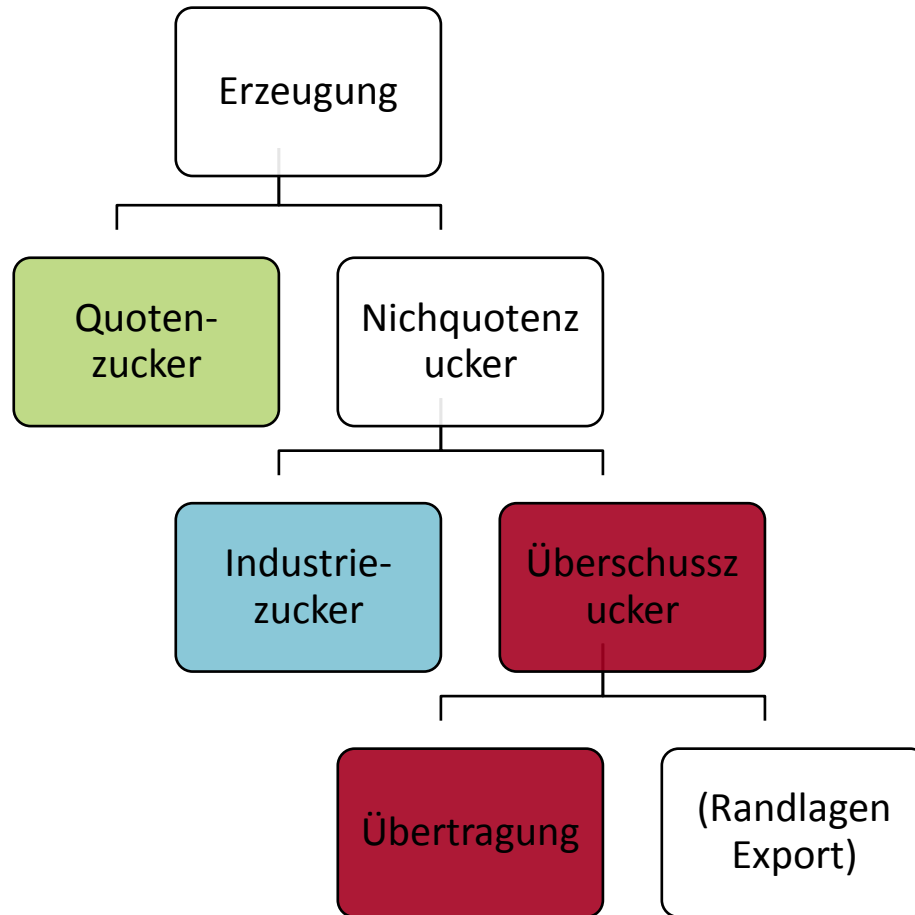 Erzeugung
Quoten-
zucker
Nichquotenz
ucker
Industrie-
zucker
Überschussz
ucker
Übertragung
(Randlagen
Export)